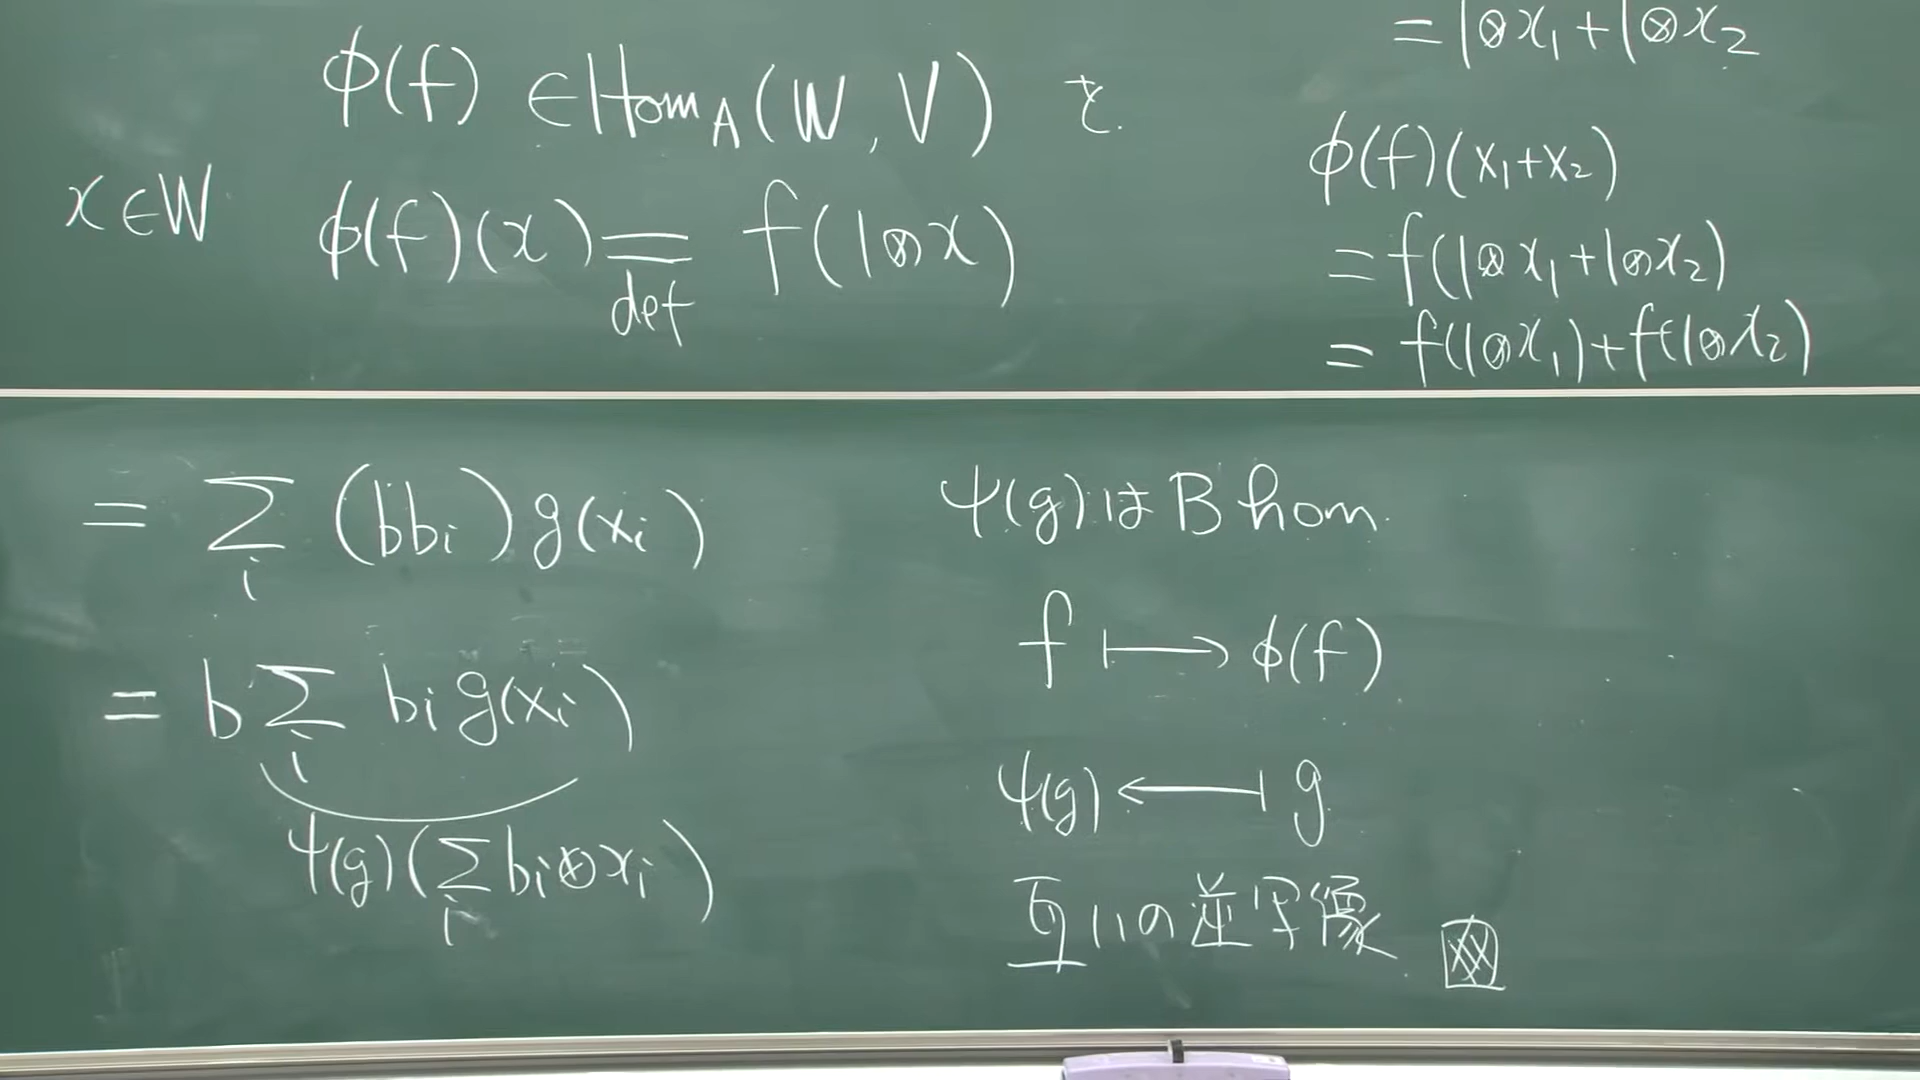 φ(f) ∈ Hom_A(W, V) を
x∈W φ(f)(x) = f(1⊗x)
def
= 1⊗x₁+1⊗x₂
φ(f)(x₁+x₂)
= f(1⊗x₁+1⊗x₂)
= f(1⊗x₁)+f(1⊗x₂)
= Σ_i (bb_i)g(x_i)
= bΣ_i b_i g(x_i)
ψ(g)(Σ_i b_i⊗x_i)
ψ(g)は B hom.
f ⟼ φ(f)
ψ(g) ⟻ g
互いの逆写像